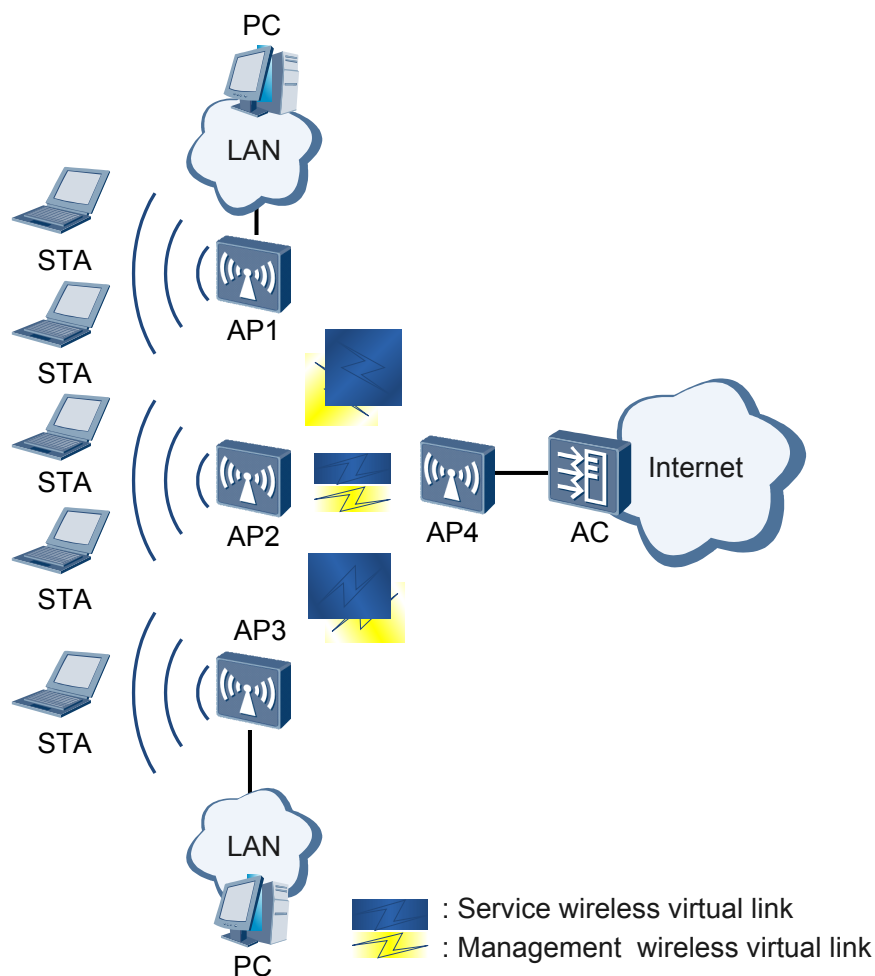 PC
LAN
STA
AP1
STA
STA
AP2
AP4
AC
Internet
STA
AP3
STA
LAN
PC
: Service wireless virtual link
: Management wireless virtual link